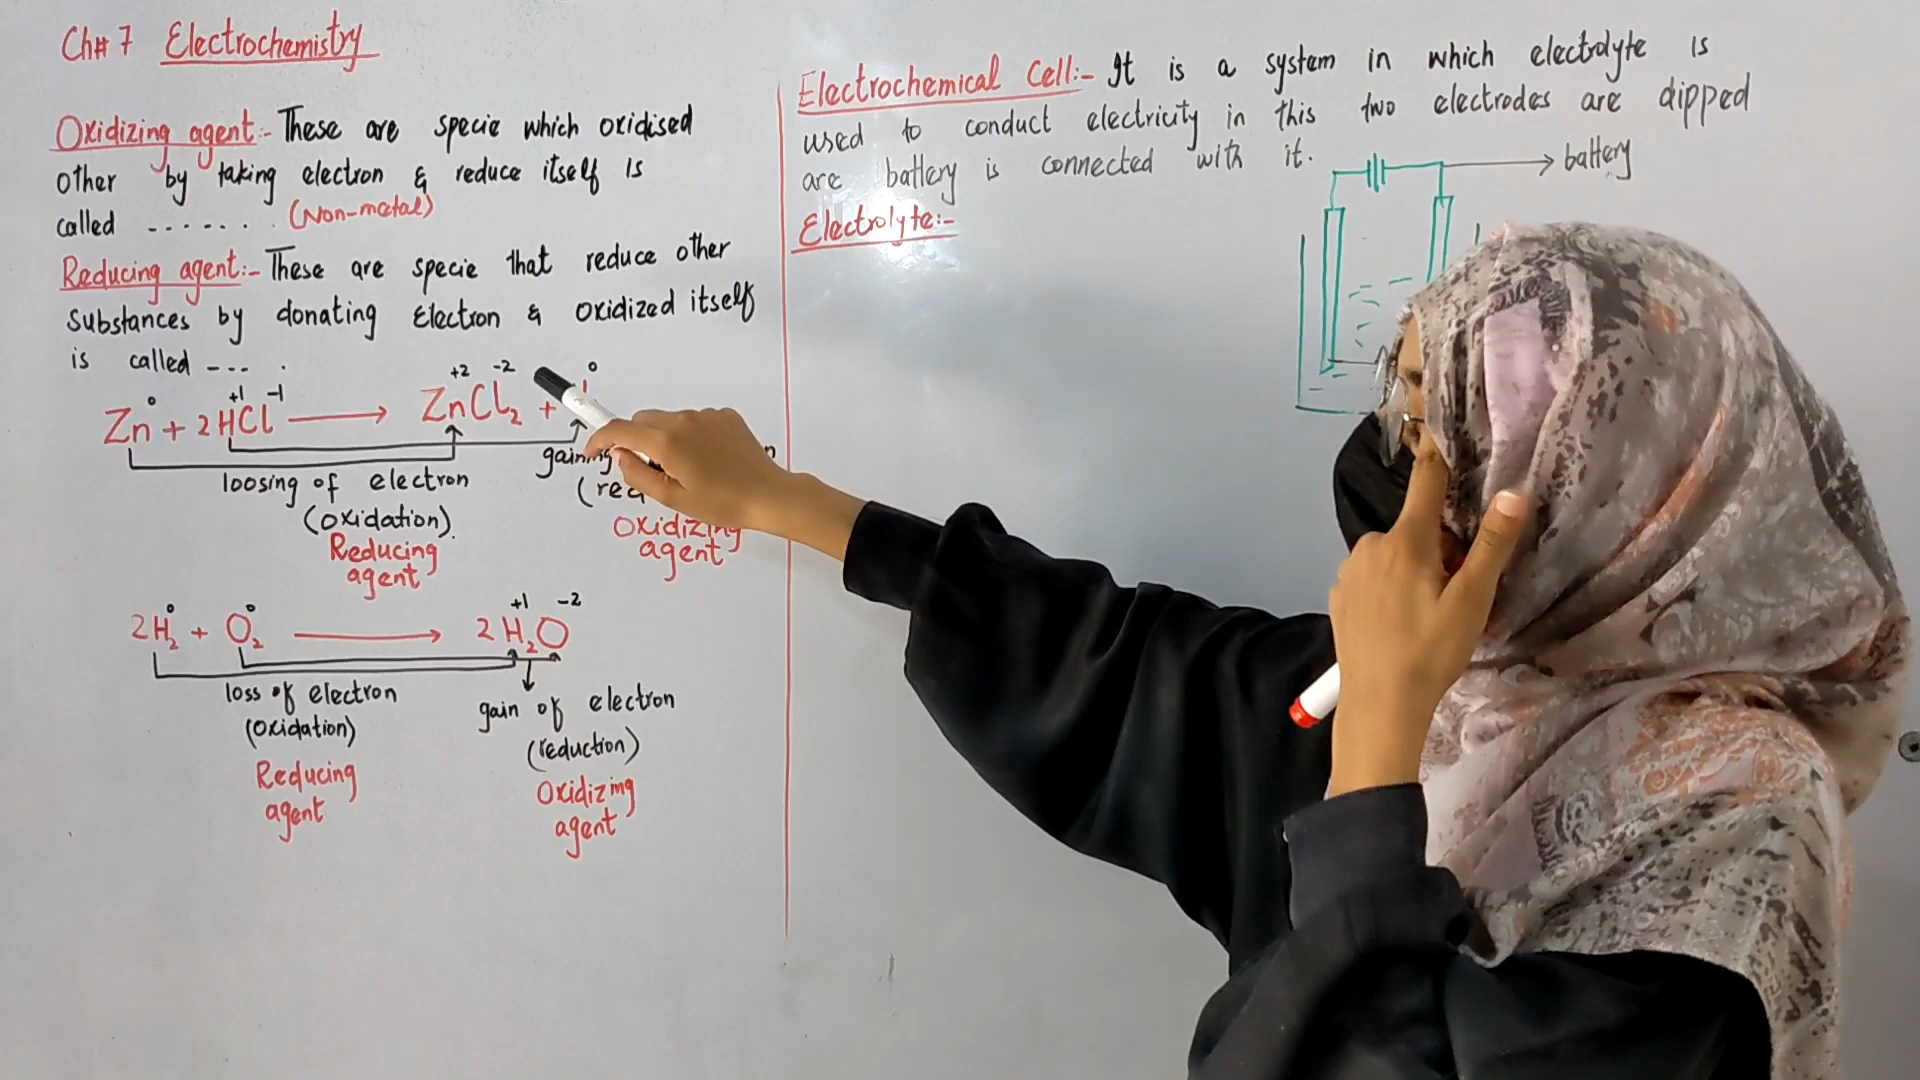 Ch# 7 Electrochemistry
Oxidizing agent:- These are specie which oxidised
other by taking electron & reduce itself is
called ....... (Non-metal)
Reducing agent:- These are specie that reduce other
Substances by donating Electron & Oxidized itself
is called ---.
0 +1 -1 +2 -2 0
Zn + 2HCl ⟶ ZnCl2 +
loosing of electron
(oxidation).
Reducing
agent
gaining
Oxidizing
agent
0 0 +1 -2
2H2 + O2 ⟶ 2H2O
loss of electron
(oxidation)
Reducing
agent
gain of electron
(reduction)
Oxidizing
agent
Electrochemical Cell:- It is a system in which electrolyte is
used to conduct electricity in this two electrodes are dipped
are battery is connected with it.
battery
Electrolyte:-